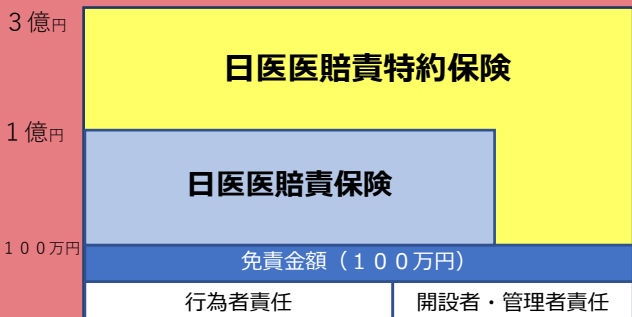 ３億円
日医医賠責特約保険
１億円
日医医賠責保険
１００万円
免責金額（１００万円）
行為者責任
開設者・管理者責任